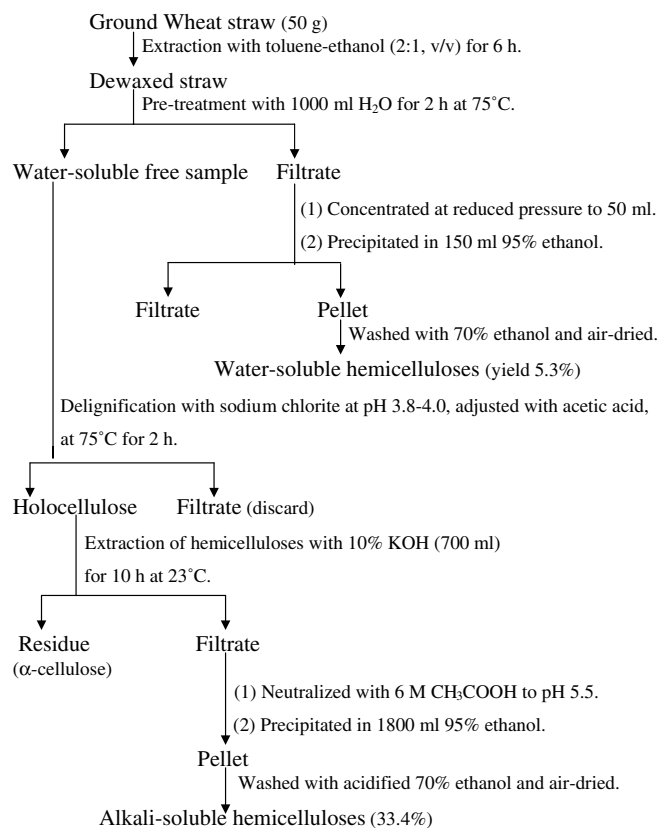 Ground Wheat straw (50 g)
Extraction with toluene-ethanol (2:1, v/v) for 6 h.
Dewaxed straw
Pre-treatment with 1000 ml H₂O for 2 h at 75˚C.
Water-soluble free sample
Filtrate
(1) Concentrated at reduced pressure to 50 ml.
(2) Precipitated in 150 ml 95% ethanol.
Filtrate
Pellet
Washed with 70% ethanol and air-dried.
Water-soluble hemicelluloses (yield 5.3%)
Delignification with sodium chlorite at pH 3.8-4.0, adjusted with acetic acid,
at 75˚C for 2 h.
Holocellulose
Filtrate (discard)
Extraction of hemicelluloses with 10% KOH (700 ml)
for 10 h at 23˚C.
Residue
(α-cellulose)
Filtrate
(1) Neutralized with 6 M CH₃COOH to pH 5.5.
(2) Precipitated in 1800 ml 95% ethanol.
Pellet
Washed with acidified 70% ethanol and air-dried.
Alkali-soluble hemicelluloses (33.4%)